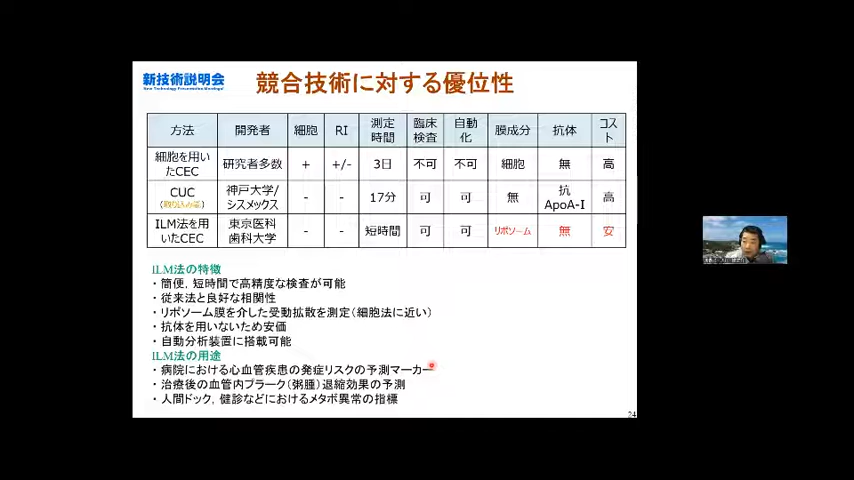 新技術説明会
New Technology Presentation Meetings!
競合技術に対する優位性
方法 開発者 細胞 RI 測定時間 臨床検査 自動化 膜成分 抗体 コスト
細胞を用いたCEC 研究者多数 + +/- 3日 不可 不可 細胞 無 高
CUC（取り込み能） 神戸大学/シスメックス - - 17分 可 可 無 抗ApoA-I 高
ILM法を用いたCEC 東京医科歯科大学 - - 短時間 可 可 リポソーム 無 安
ILM法の特徴
・簡便，短時間で高精度な検査が可能
・従来法と良好な相関性
・リポソーム膜を介した受動拡散を測定（細胞法に近い）
・抗体を用いないため安価
・自動分析装置に搭載可能
ILM法の用途
・病院における心血管疾患の発症リスクの予測マーカー
・治療後の血管内プラーク（粥腫）退縮効果の予測
・人間ドック，健診などにおけるメタボ異常の指標
24